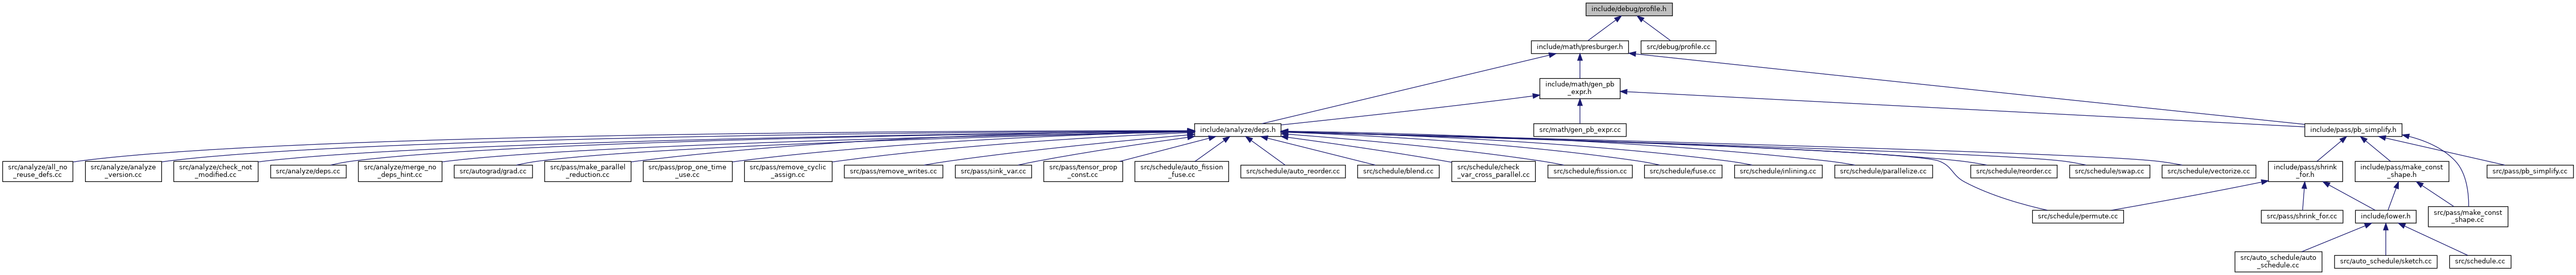 include/debug/profile.h
include/math/presburger.h
src/debug/profile.cc
include/math/gen_pb
_expr.h
include/analyze/deps.h
src/math/gen_pb_expr.cc
include/pass/pb_simplify.h
src/analyze/all_no
_reuse_defs.cc
src/analyze/analyze
_version.cc
src/analyze/check_not
_modified.cc
src/analyze/deps.cc
src/analyze/merge_no
_deps_hint.cc
src/autograd/grad.cc
src/pass/make_parallel
_reduction.cc
src/pass/prop_one_time
_use.cc
src/pass/remove_cyclic
_assign.cc
src/pass/remove_writes.cc
src/pass/sink_var.cc
src/pass/tensor_prop
_const.cc
src/schedule/auto_fission
_fuse.cc
src/schedule/auto_reorder.cc
src/schedule/blend.cc
src/schedule/check
_var_cross_parallel.cc
src/schedule/fission.cc
src/schedule/fuse.cc
src/schedule/inlining.cc
src/schedule/parallelize.cc
src/schedule/reorder.cc
src/schedule/swap.cc
src/schedule/vectorize.cc
include/pass/shrink
_for.h
include/pass/make_const
_shape.h
src/pass/pb_simplify.cc
src/schedule/permute.cc
src/pass/shrink_for.cc
include/lower.h
src/pass/make_const
_shape.cc
src/auto_schedule/auto
_schedule.cc
src/auto_schedule/sketch.cc
src/schedule.cc